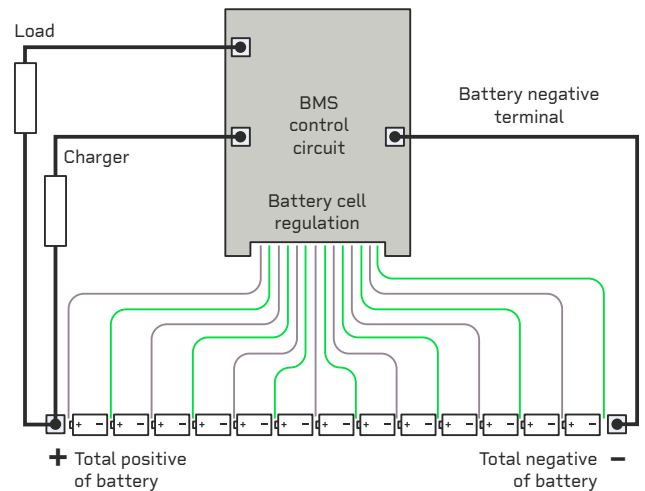 Load
BMS
control
circuit
Battery negative
terminal
Charger
Battery cell
regulation
+ - + - + - + - + - + - + - + - + - + - + - + - + -
+ Total positive
of battery
Total negative −
of battery